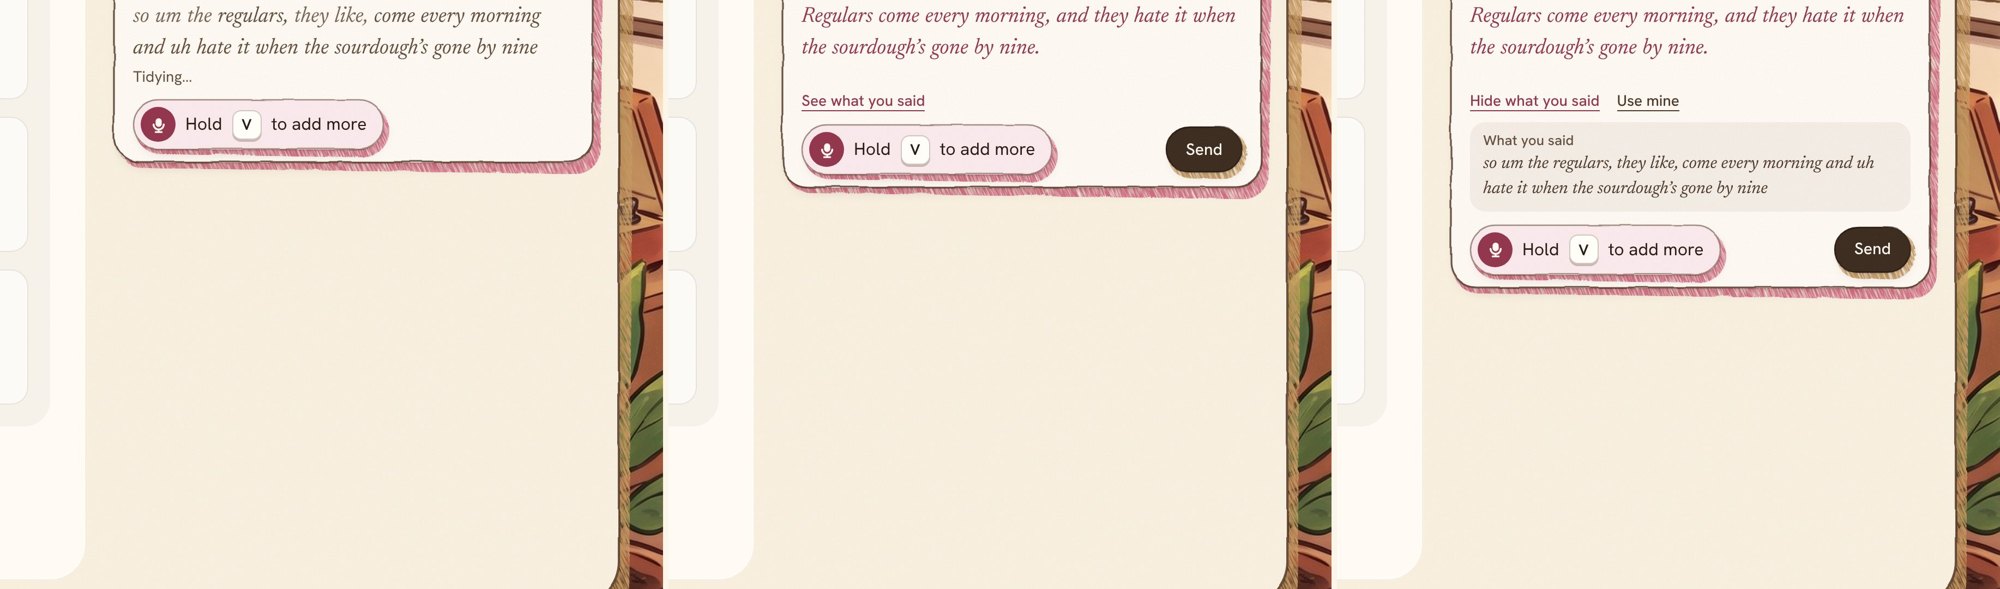 so um the regulars, they like, come every morning
and uh hate it when the sourdough’s gone by nine
Tidying...
Hold V to add more
Regulars come every morning, and they hate it when
the sourdough’s gone by nine.
See what you said
Hold V to add more
Send
Regulars come every morning, and they hate it when
the sourdough’s gone by nine.
Hide what you said Use mine
What you said
so um the regulars, they like, come every morning and uh
hate it when the sourdough’s gone by nine
Hold V to add more
Send